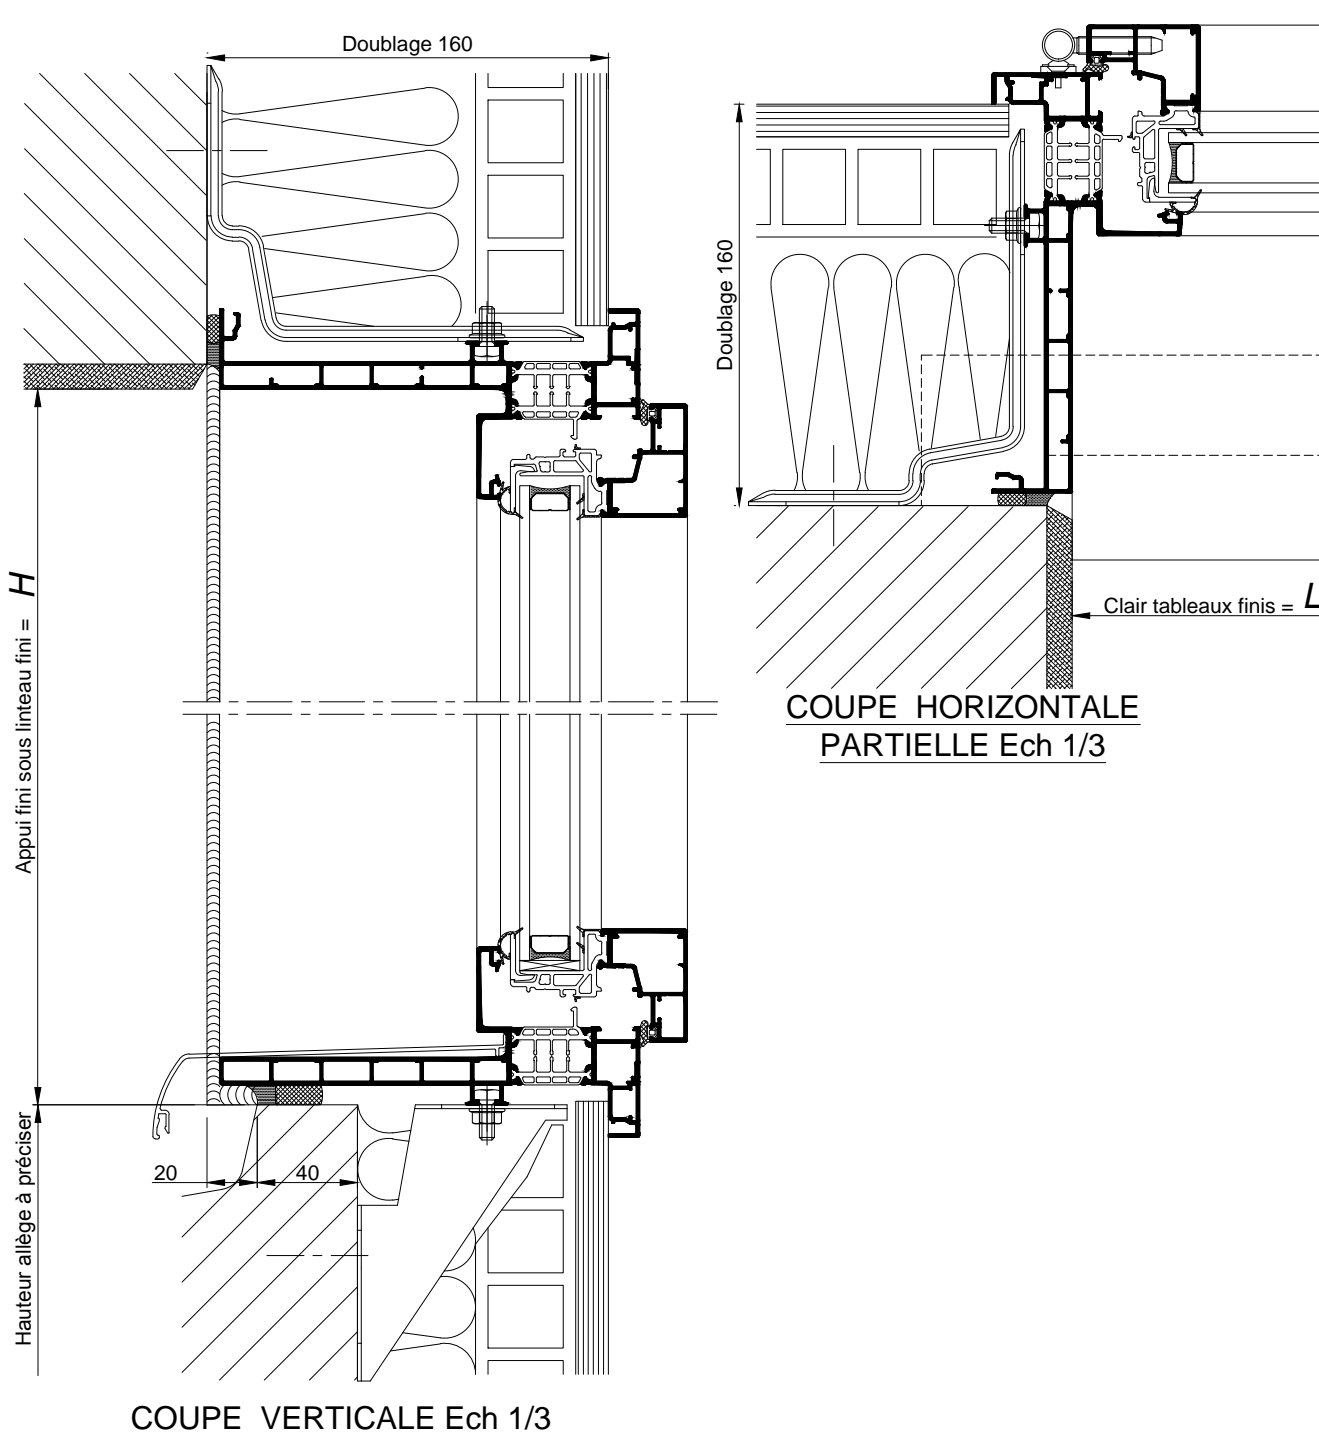 Doublage 160
Doublage 160
Appui fini sous linteau fini = H
Clair tableaux finis = L
COUPE HORIZONTALE
PARTIELLE Ech 1/3
Hauteur allège à préciser
20
40
COUPE VERTICALE Ech 1/3